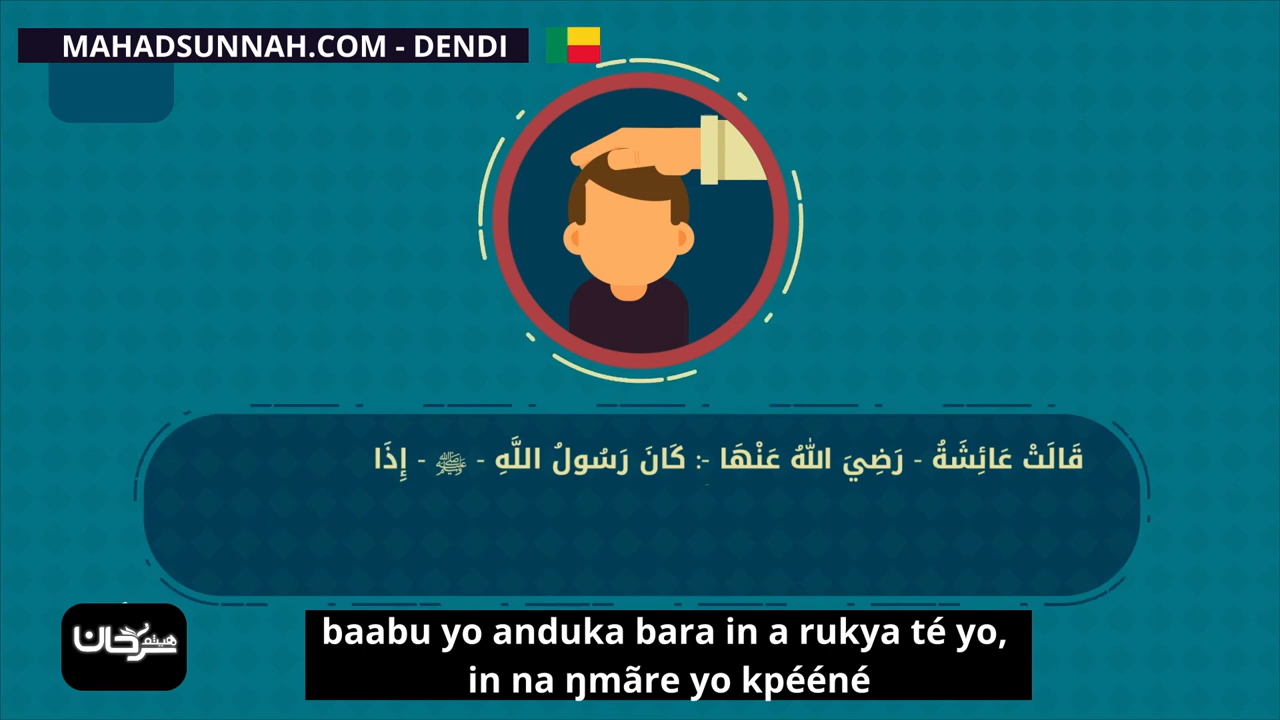 MAHADSUNNAH.COM - DENDI
قَالَتْ عَائِشَةُ - رَضِيَ اللهُ عَنْهَا -: كَانَ رَسُولُ اللَّهِ - ﷺ - إِذَا
baabu yo anduka bara in a rukya té yo,
in na ŋmãre yo kpééné